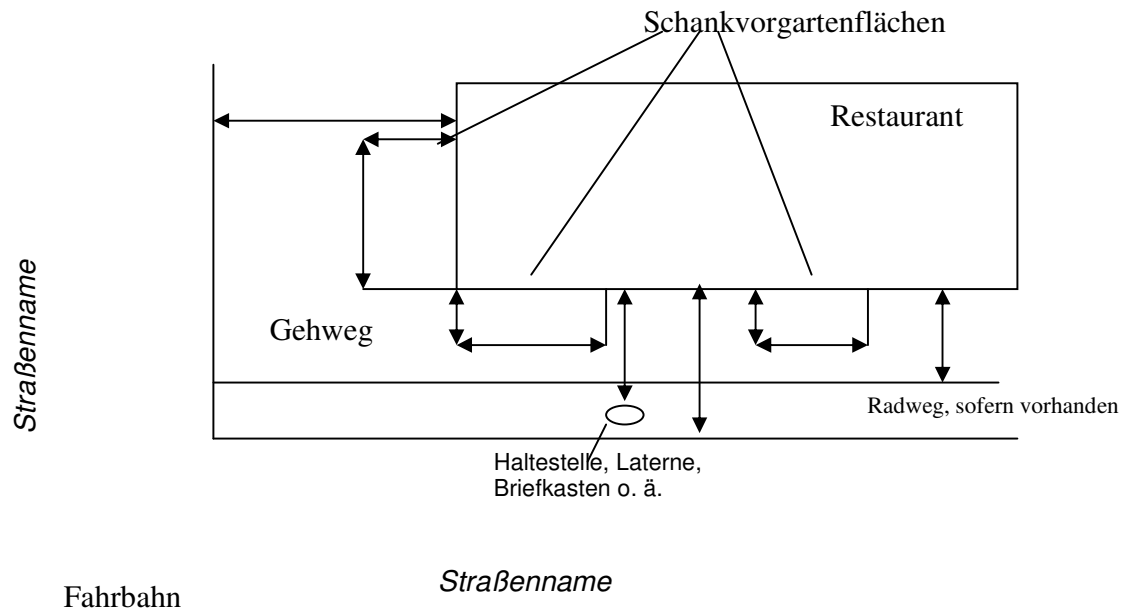 Schankvorgartenflächen
Restaurant
Straßenname
Gehweg
Radweg, sofern vorhanden
Haltestelle, Laterne,
Briefkasten o. ä.
Straßenname
Fahrbahn